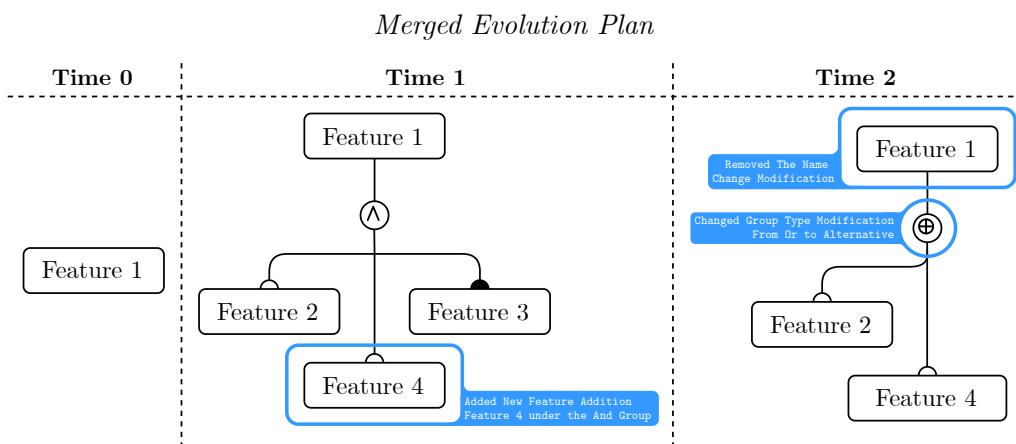 Merged Evolution Plan
Time 0
Time 1
Time 2
Feature 1
Feature 1
∧
Feature 2
Feature 3
Feature 4
Added New Feature Addition
Feature 4 under the And Group
Feature 1
Removed The Name
Change Modification
Changed Group Type Modification
From Or to Alternative
⊕
Feature 2
Feature 4